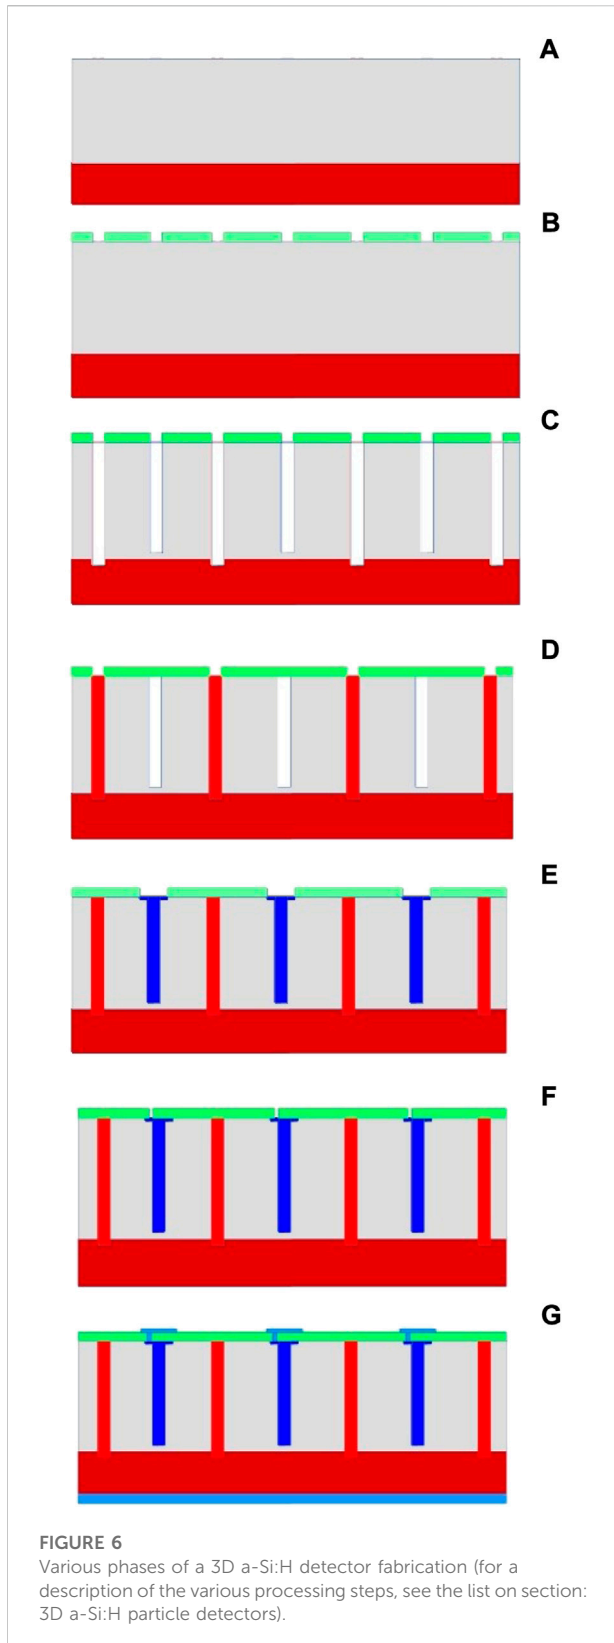 A
B
C
D
E
F
G
FIGURE 6
Various phases of a 3D a-Si:H detector fabrication (for a
description of the various processing steps, see the list on section:
3D a-Si:H particle detectors).